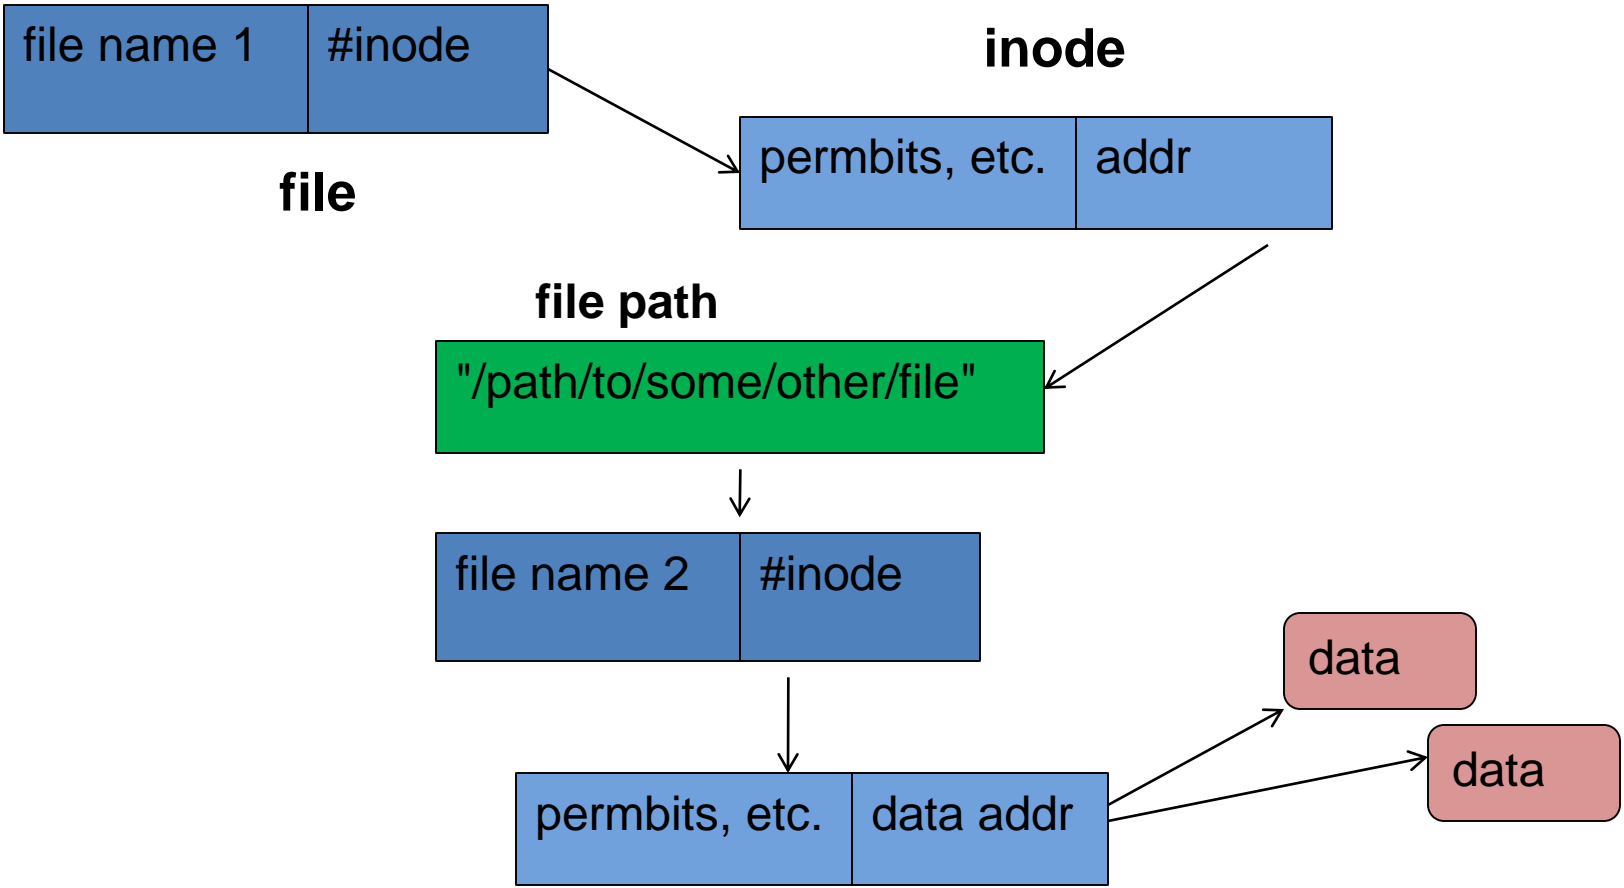 file name 1 #inode
inode
permbits, etc. addr
file
file path
"/path/to/some/other/file"
file name 2 #inode
data
data
permbits, etc. data addr